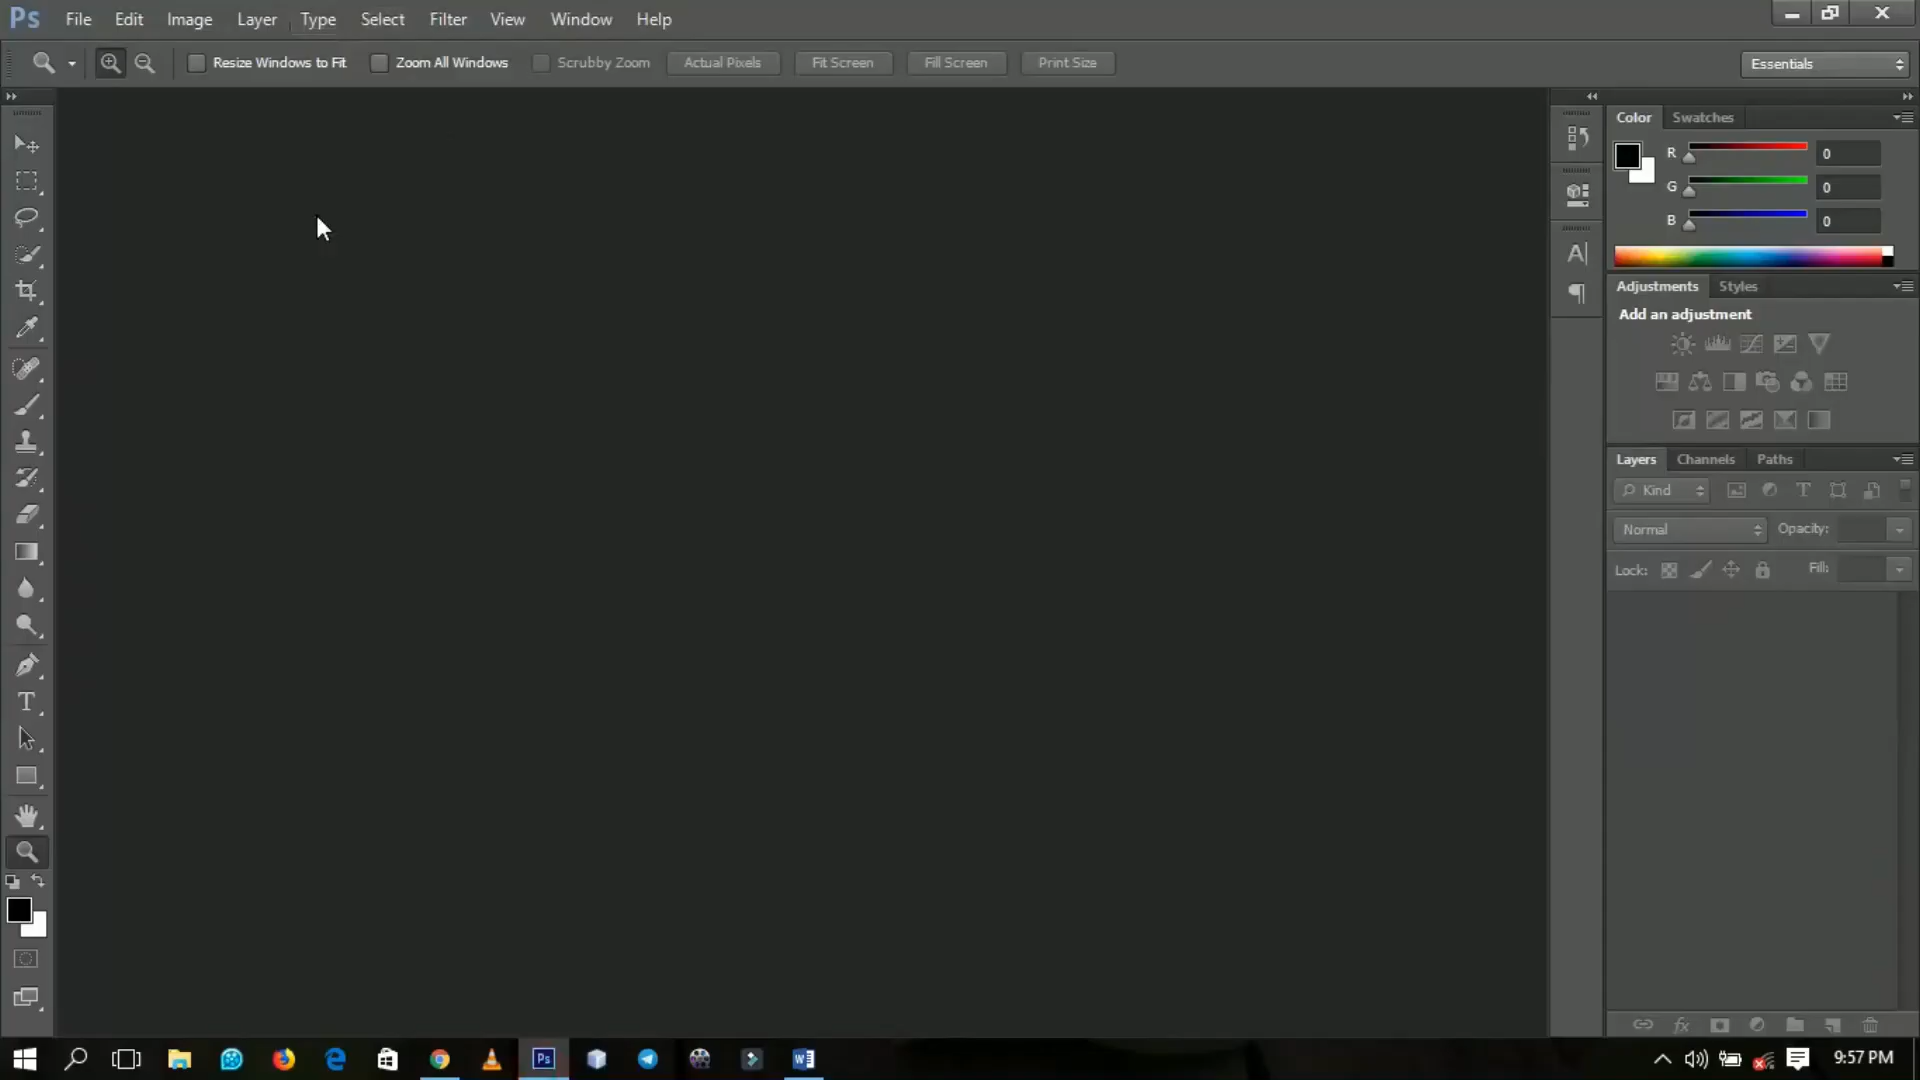 Ps File Edit Image Layer Type Select Filter View Window Help
Resize Windows to Fit Zoom All Windows Scrubby Zoom Actual Pixels Fit Screen Fill Screen Print Size Essentials
Color Swatches
R 0
G 0
B 0
Adjustments Styles
Add an adjustment
Layers Channels Paths
Kind
Normal Opacity:
Lock: Fill:
Ps
9:57 PM